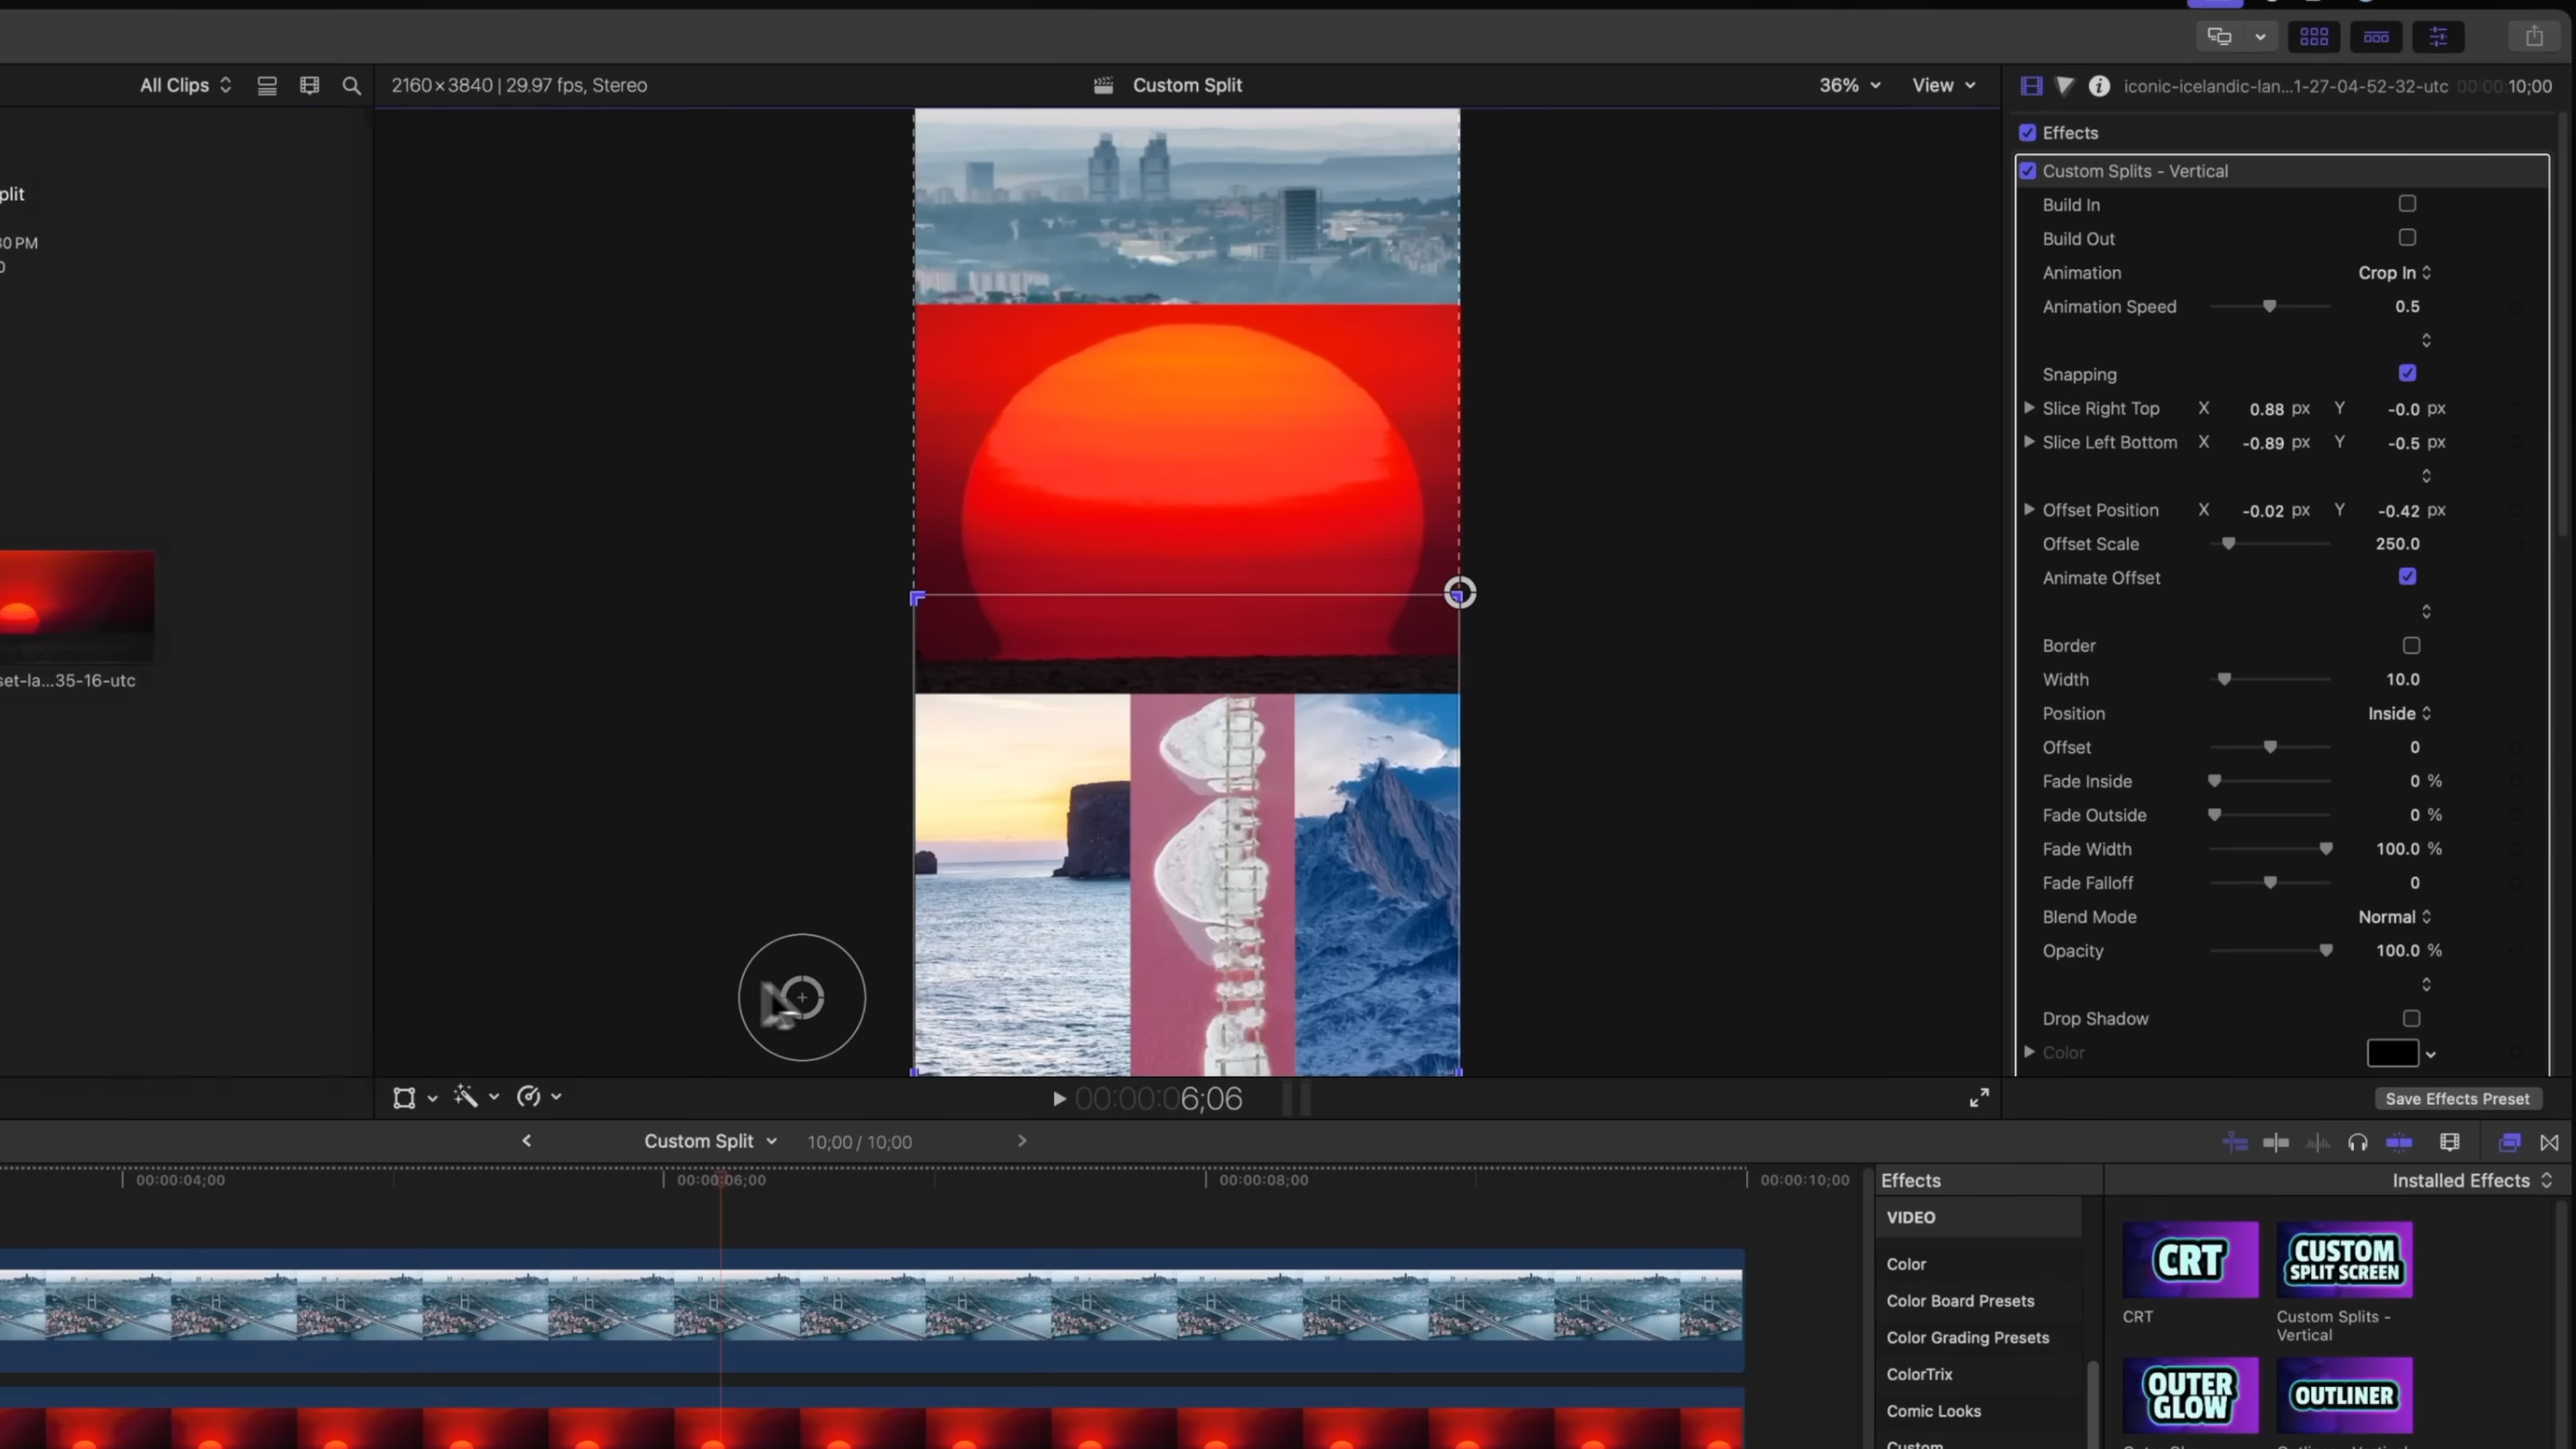 All Clips
2160×3840 | 29.97 fps, Stereo
Custom Split
36%
View
iconic-icelandic-lan...1-27-04-52-32-utc
00:00:10;00
plit
30 PM
0
set-la...35-16-utc
Effects
Custom Splits - Vertical
Build In
Build Out
Animation Crop In
Animation Speed 0.5
Snapping
Slice Right Top X 0.88 px Y -0.0 px
Slice Left Bottom X -0.89 px Y -0.5 px
Offset Position X -0.02 px Y -0.42 px
Offset Scale 250.0
Animate Offset
Border
Width 10.0
Position Inside
Offset 0
Fade Inside 0 %
Fade Outside 0 %
Fade Width 100.0 %
Fade Falloff 0
Blend Mode Normal
Opacity 100.0 %
Drop Shadow
Color
00:00:06;06
Save Effects Preset
Custom Split 10;00 / 10;00
00:00:04;00
00:00:06;00
00:00:08;00
00:00:10;00
Effects
Installed Effects
VIDEO
Color
Color Board Presets
Color Grading Presets
ColorTrix
Comic Looks
Custom
CRT
CRT
CUSTOM
SPLIT SCREEN
Custom Splits -
Vertical
OUTER
GLOW
OUTLINER